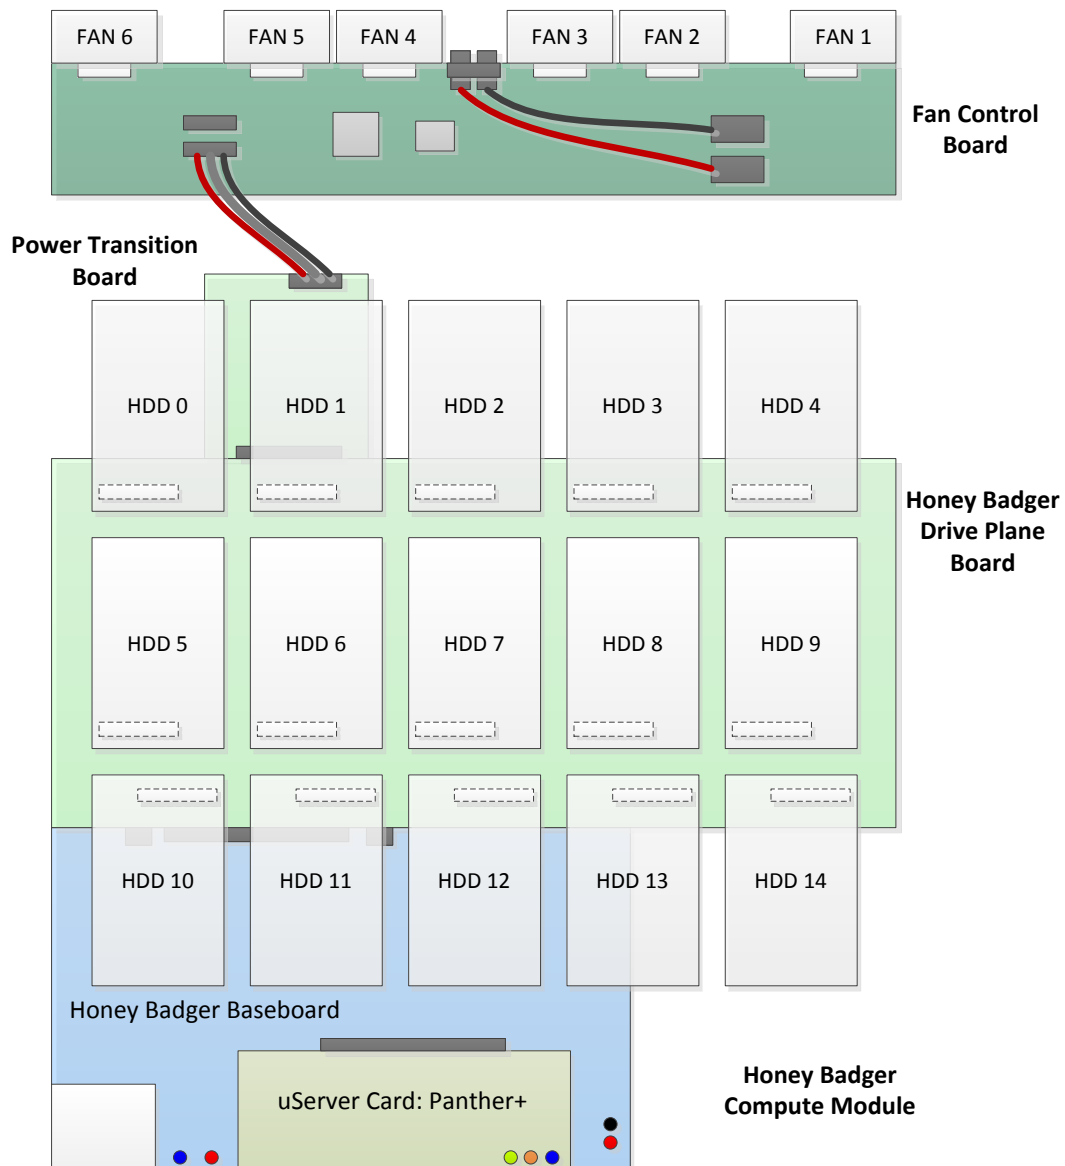 FAN 6
FAN 5
FAN 4
FAN 3
FAN 2
FAN 1
Fan Control
Board
Power Transition
Board
HDD 0
HDD 1
HDD 2
HDD 3
HDD 4
Honey Badger
Drive Plane
Board
HDD 5
HDD 6
HDD 7
HDD 8
HDD 9
HDD 10
HDD 11
HDD 12
HDD 13
HDD 14
Honey Badger Baseboard
uServer Card: Panther+
Honey Badger
Compute Module